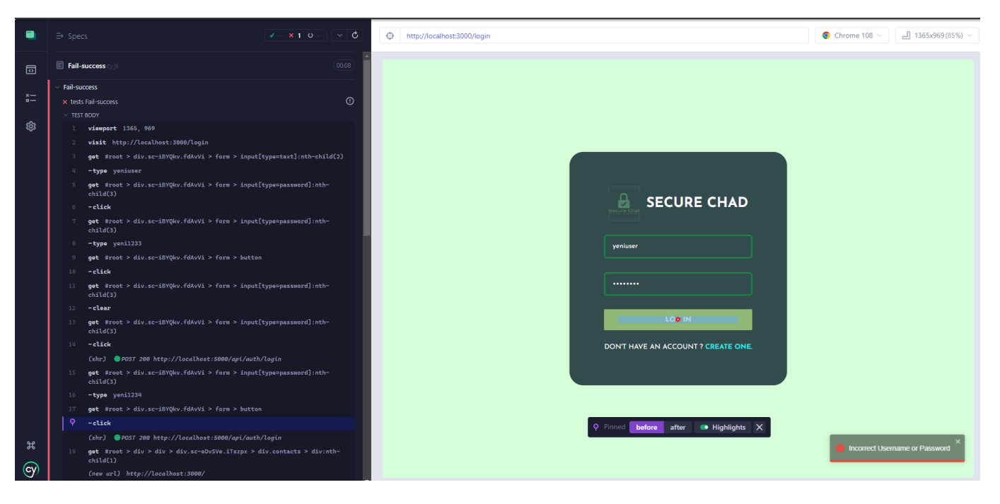 Specs
✓ -- ✕ 1 --
http://localhost:3000/login
Chrome 108
1365x969 (85%)
Fail-success.cy.js
00:08
Fail-success
tests Fail-success
TEST BODY
1 viewport 1365, 969
2 visit http://localhost:3000/login
3 get #root > div.sc-iBYQkv.fdAvVi > form > input[type=text]:nth-child(2)
4 -type yeniuser
5 get #root > div.sc-iBYQkv.fdAvVi > form > input[type=password]:nth-
child(3)
6 -click
7 get #root > div.sc-iBYQkv.fdAvVi > form > input[type=password]:nth-
child(3)
8 -type yeni1233
9 get #root > div.sc-iBYQkv.fdAvVi > form > button
10 -click
11 get #root > div.sc-iBYQkv.fdAvVi > form > input[type=password]:nth-
child(3)
12 -clear
13 get #root > div.sc-iBYQkv.fdAvVi > form > input[type=password]:nth-
child(3)
14 -click
(xhr) POST 200 http://localhost:5000/api/auth/login
15 get #root > div.sc-iBYQkv.fdAvVi > form > input[type=password]:nth-
child(3)
16 -type yeni1234
17 get #root > div.sc-iBYQkv.fdAvVi > form > button
-click
(xhr) POST 200 http://localhost:5000/api/auth/login
19 get #root > div > div > div.sc-eDvSVe.iTszpx > div.contacts > div:nth-
child(1)
(new url) http://localhost:3000/
cy
Secure Chat
SECURE CHAD
yeniuser
••••••••
LOG IN
DON'T HAVE AN ACCOUNT ? CREATE ONE.
Pinned before after Highlights
Incorrect Username or Password